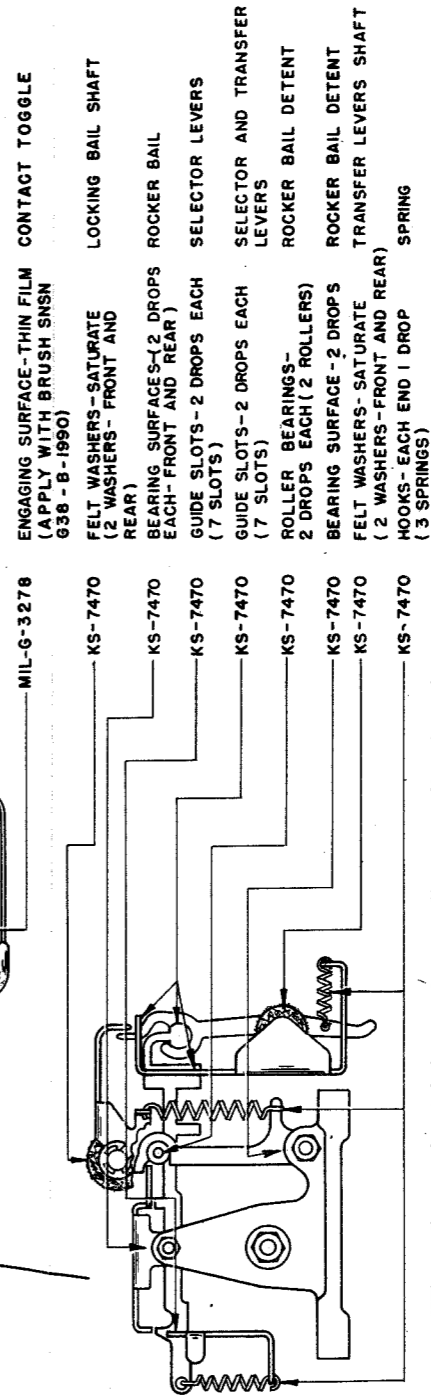 MIL-G-3278 ENGAGING SURFACE-THIN FILM CONTACT TOGGLE
(APPLY WITH BRUSH SNSN
G38-B-1990)
KS-7470 FELT WASHERS-SATURATE LOCKING BAIL SHAFT
(2 WASHERS-FRONT AND
REAR)
KS-7470 BEARING SURFACES-(2 DROPS ROCKER BAIL
EACH-FRONT AND REAR)
KS-7470 GUIDE SLOTS-2 DROPS EACH SELECTOR LEVERS
(7 SLOTS)
KS-7470 GUIDE SLOTS-2 DROPS EACH SELECTOR AND TRANSFER
(7 SLOTS) LEVERS
KS-7470 ROLLER BEARINGS- ROCKER BAIL DETENT
2 DROPS EACH (2 ROLLERS)
KS-7470 BEARING SURFACE-2 DROPS ROCKER BAIL DETENT
KS-7470 FELT WASHERS-SATURATE TRANSFER LEVERS SHAFT
(2 WASHERS-FRONT AND REAR)
KS-7470 HOOKS-EACH END 1 DROP SPRING
(3 SPRINGS)